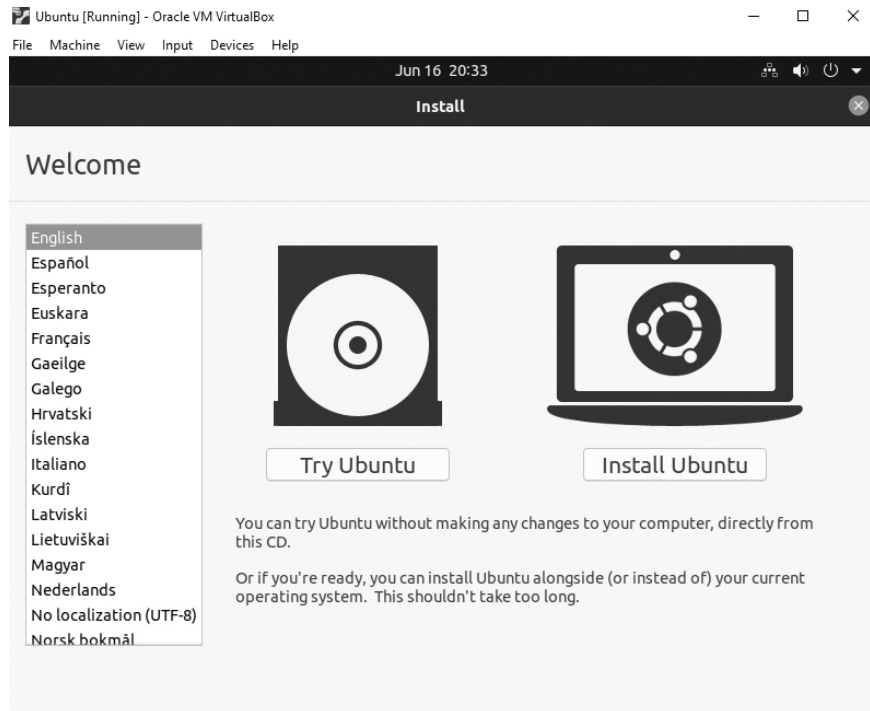 Ubuntu [Running] - Oracle VM VirtualBox
File Machine View Input Devices Help
Jun 16 20:33
Install
Welcome
English
Español
Esperanto
Euskara
Français
Gaeilge
Galego
Hrvatski
Íslenska
Italiano
Kurdî
Latviski
Lietuviškai
Magyar
Nederlands
No localization (UTF-8)
Norsk bokmål
Try Ubuntu
Install Ubuntu
You can try Ubuntu without making any changes to your computer, directly from
this CD.
Or if you're ready, you can install Ubuntu alongside (or instead of) your current
operating system. This shouldn't take too long.